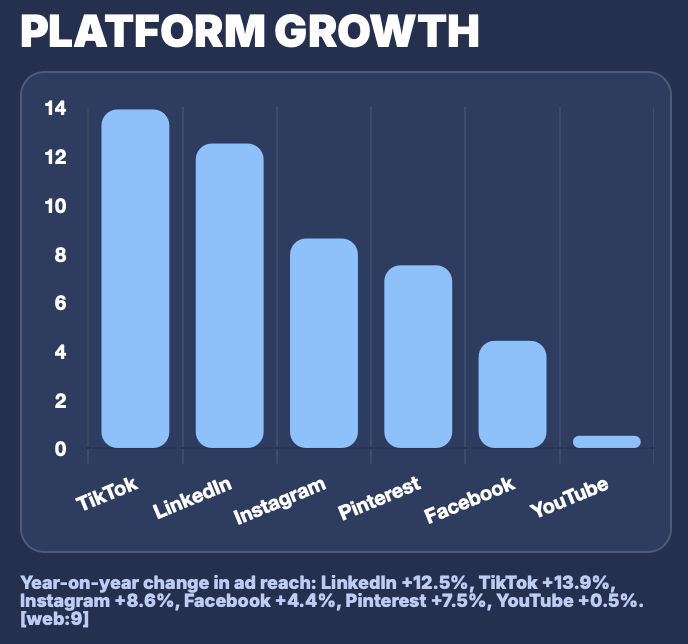 PLATFORM GROWTH
14
12
10
8
6
4
2
0
TikTok
LinkedIn
Instagram
Pinterest
Facebook
YouTube
Year-on-year change in ad reach: LinkedIn +12.5%, TikTok +13.9%,
Instagram +8.6%, Facebook +4.4%, Pinterest +7.5%, YouTube +0.5%.
[web:9]